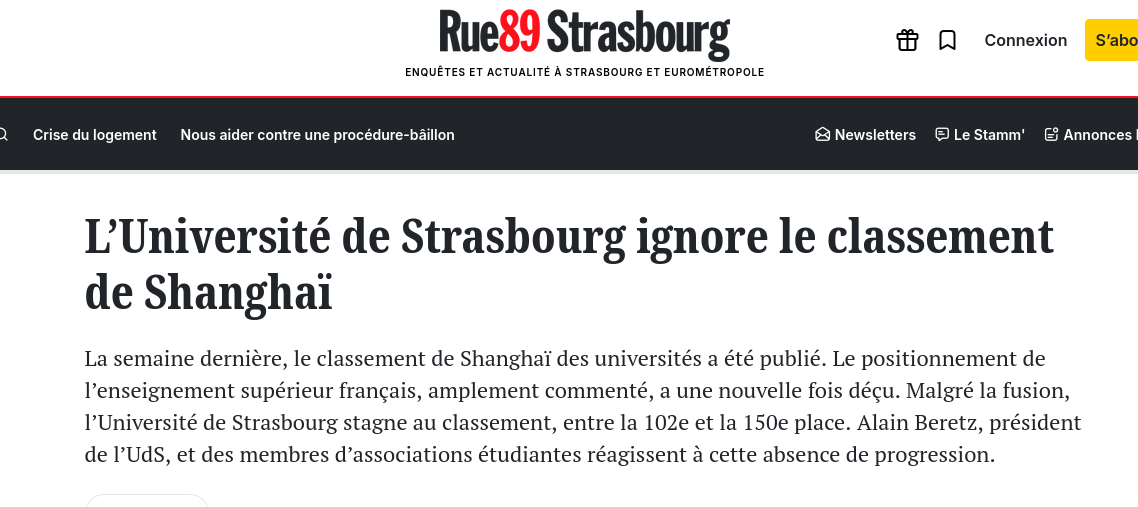 Rue89 Strasbourg
ENQUÊTES ET ACTUALITÉ À STRASBOURG ET EUROMÉTROPOLE
Connexion
S’abo
Crise du logement
Nous aider contre une procédure-bâillon
Newsletters
Le Stamm'
Annonces
L’Université de Strasbourg ignore le classement
de Shanghaï
La semaine dernière, le classement de Shanghaï des universités a été publié. Le positionnement de
l’enseignement supérieur français, amplement commenté, a une nouvelle fois déçu. Malgré la fusion,
l’Université de Strasbourg stagne au classement, entre la 102e et la 150e place. Alain Beretz, président
de l’UdS, et des membres d’associations étudiantes réagissent à cette absence de progression.